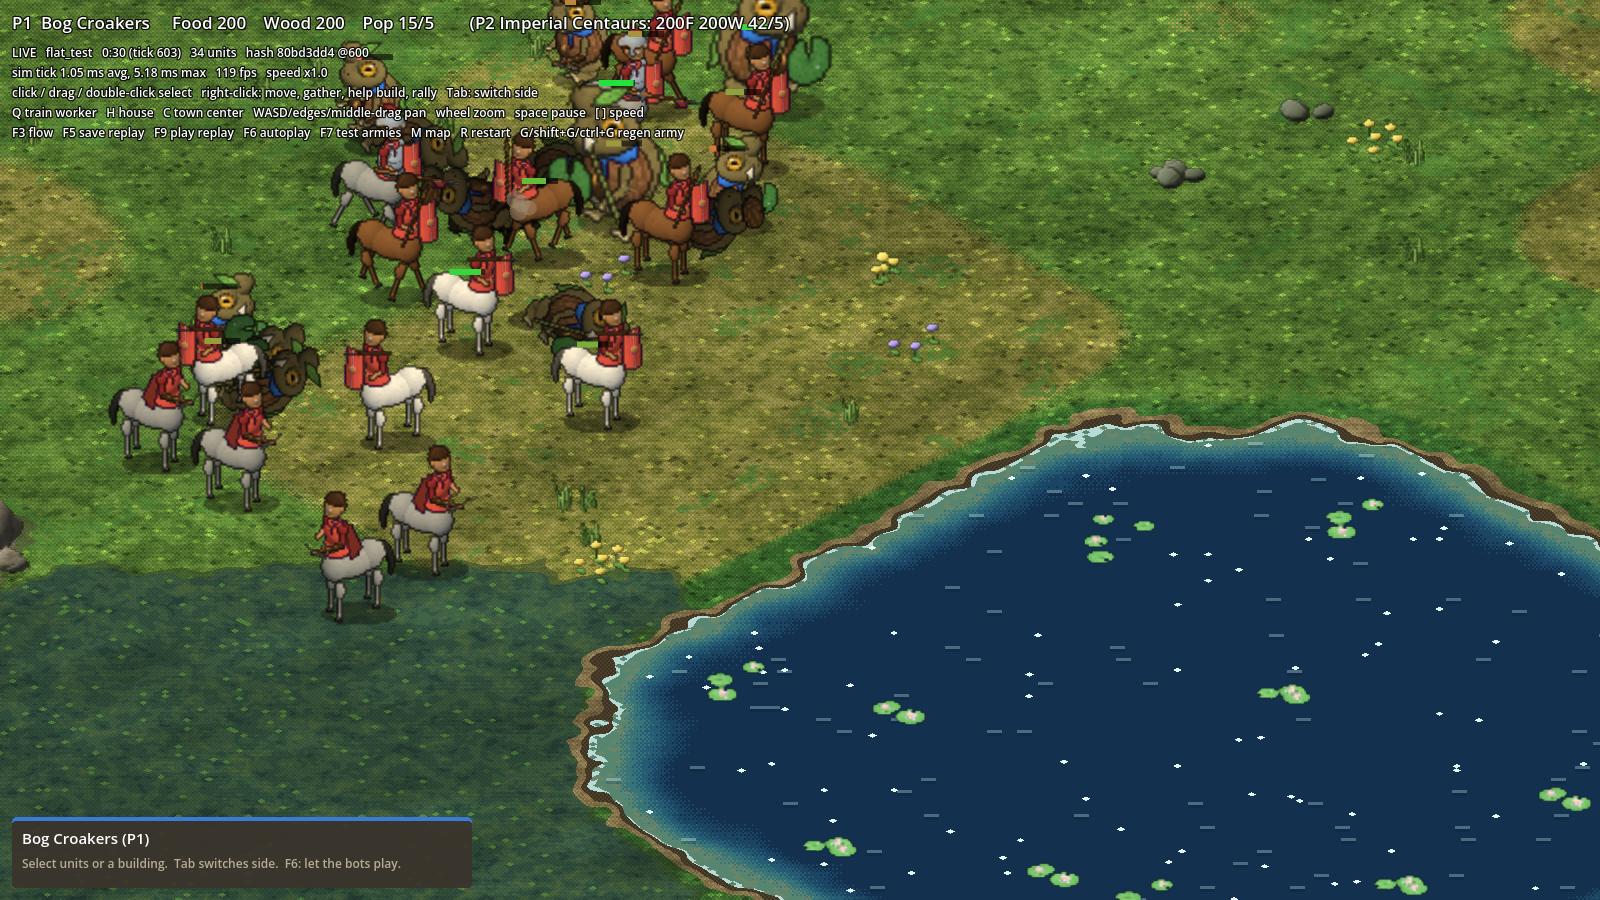 P1 Bog Croakers Food 200 Wood 200 Pop 15/5 (P2 Imperial Centaurs: 200F 200W 42/5)
LIVE flat_test 0:30 (tick 603) 34 units hash 80bd3dd4 @600
sim tick 1.05 ms avg, 5.18 ms max 119 fps speed x1.0
click / drag / double-click select right-click: move, gather, help build, rally Tab: switch side
Q train worker H house C town center WASD/edges/middle-drag pan wheel zoom space pause [ ] speed
F3 flow F5 save replay F9 play replay F6 autoplay F7 test armies M map R restart G/shift+G/ctrl+G regen army
Bog Croakers (P1)
Select units or a building. Tab switches side. F6: let the bots play.